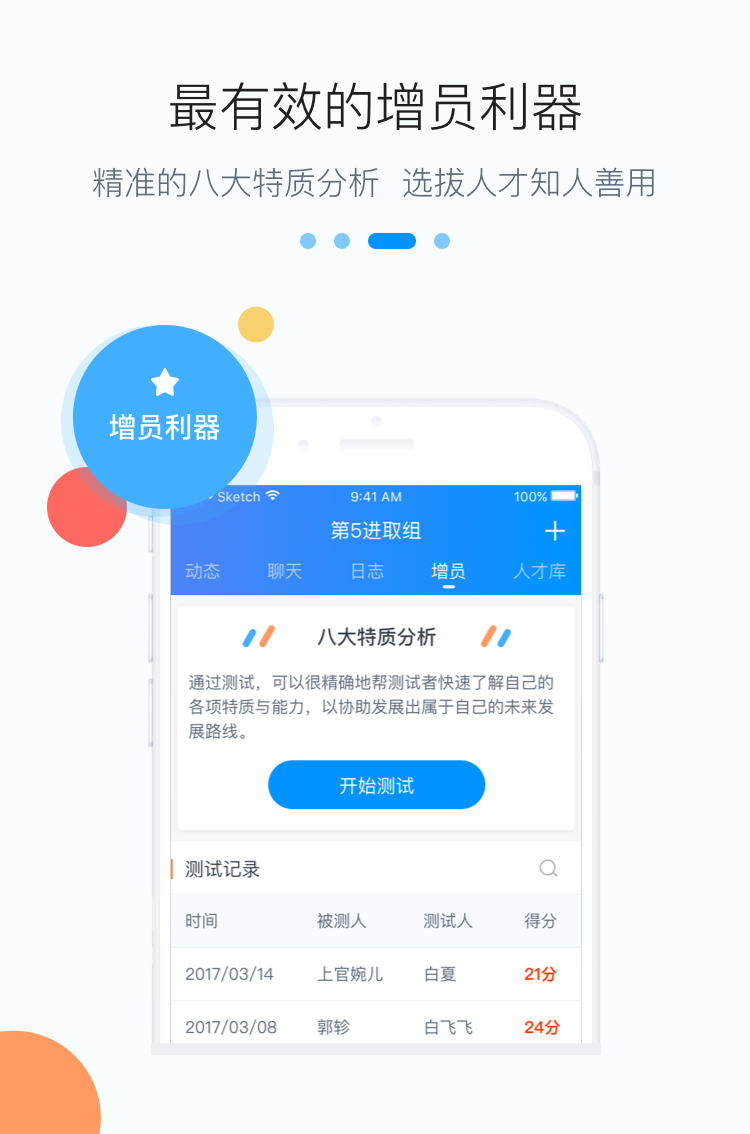 最有效的增员利器
精准的八大特质分析 选拔人才知人善用
增员利器
Sketch 9:41 AM 100%
第5进取组
动态 聊天 日志 增员 人才库
八大特质分析
通过测试，可以很精确地帮测试者快速了解自己的
各项特质与能力，以协助发展出属于自己的未来发
展路线。
开始测试
测试记录
时间 被测人 测试人 得分
2017/03/14 上官婉儿 白夏 21分
2017/03/08 郭轸 白飞飞 24分